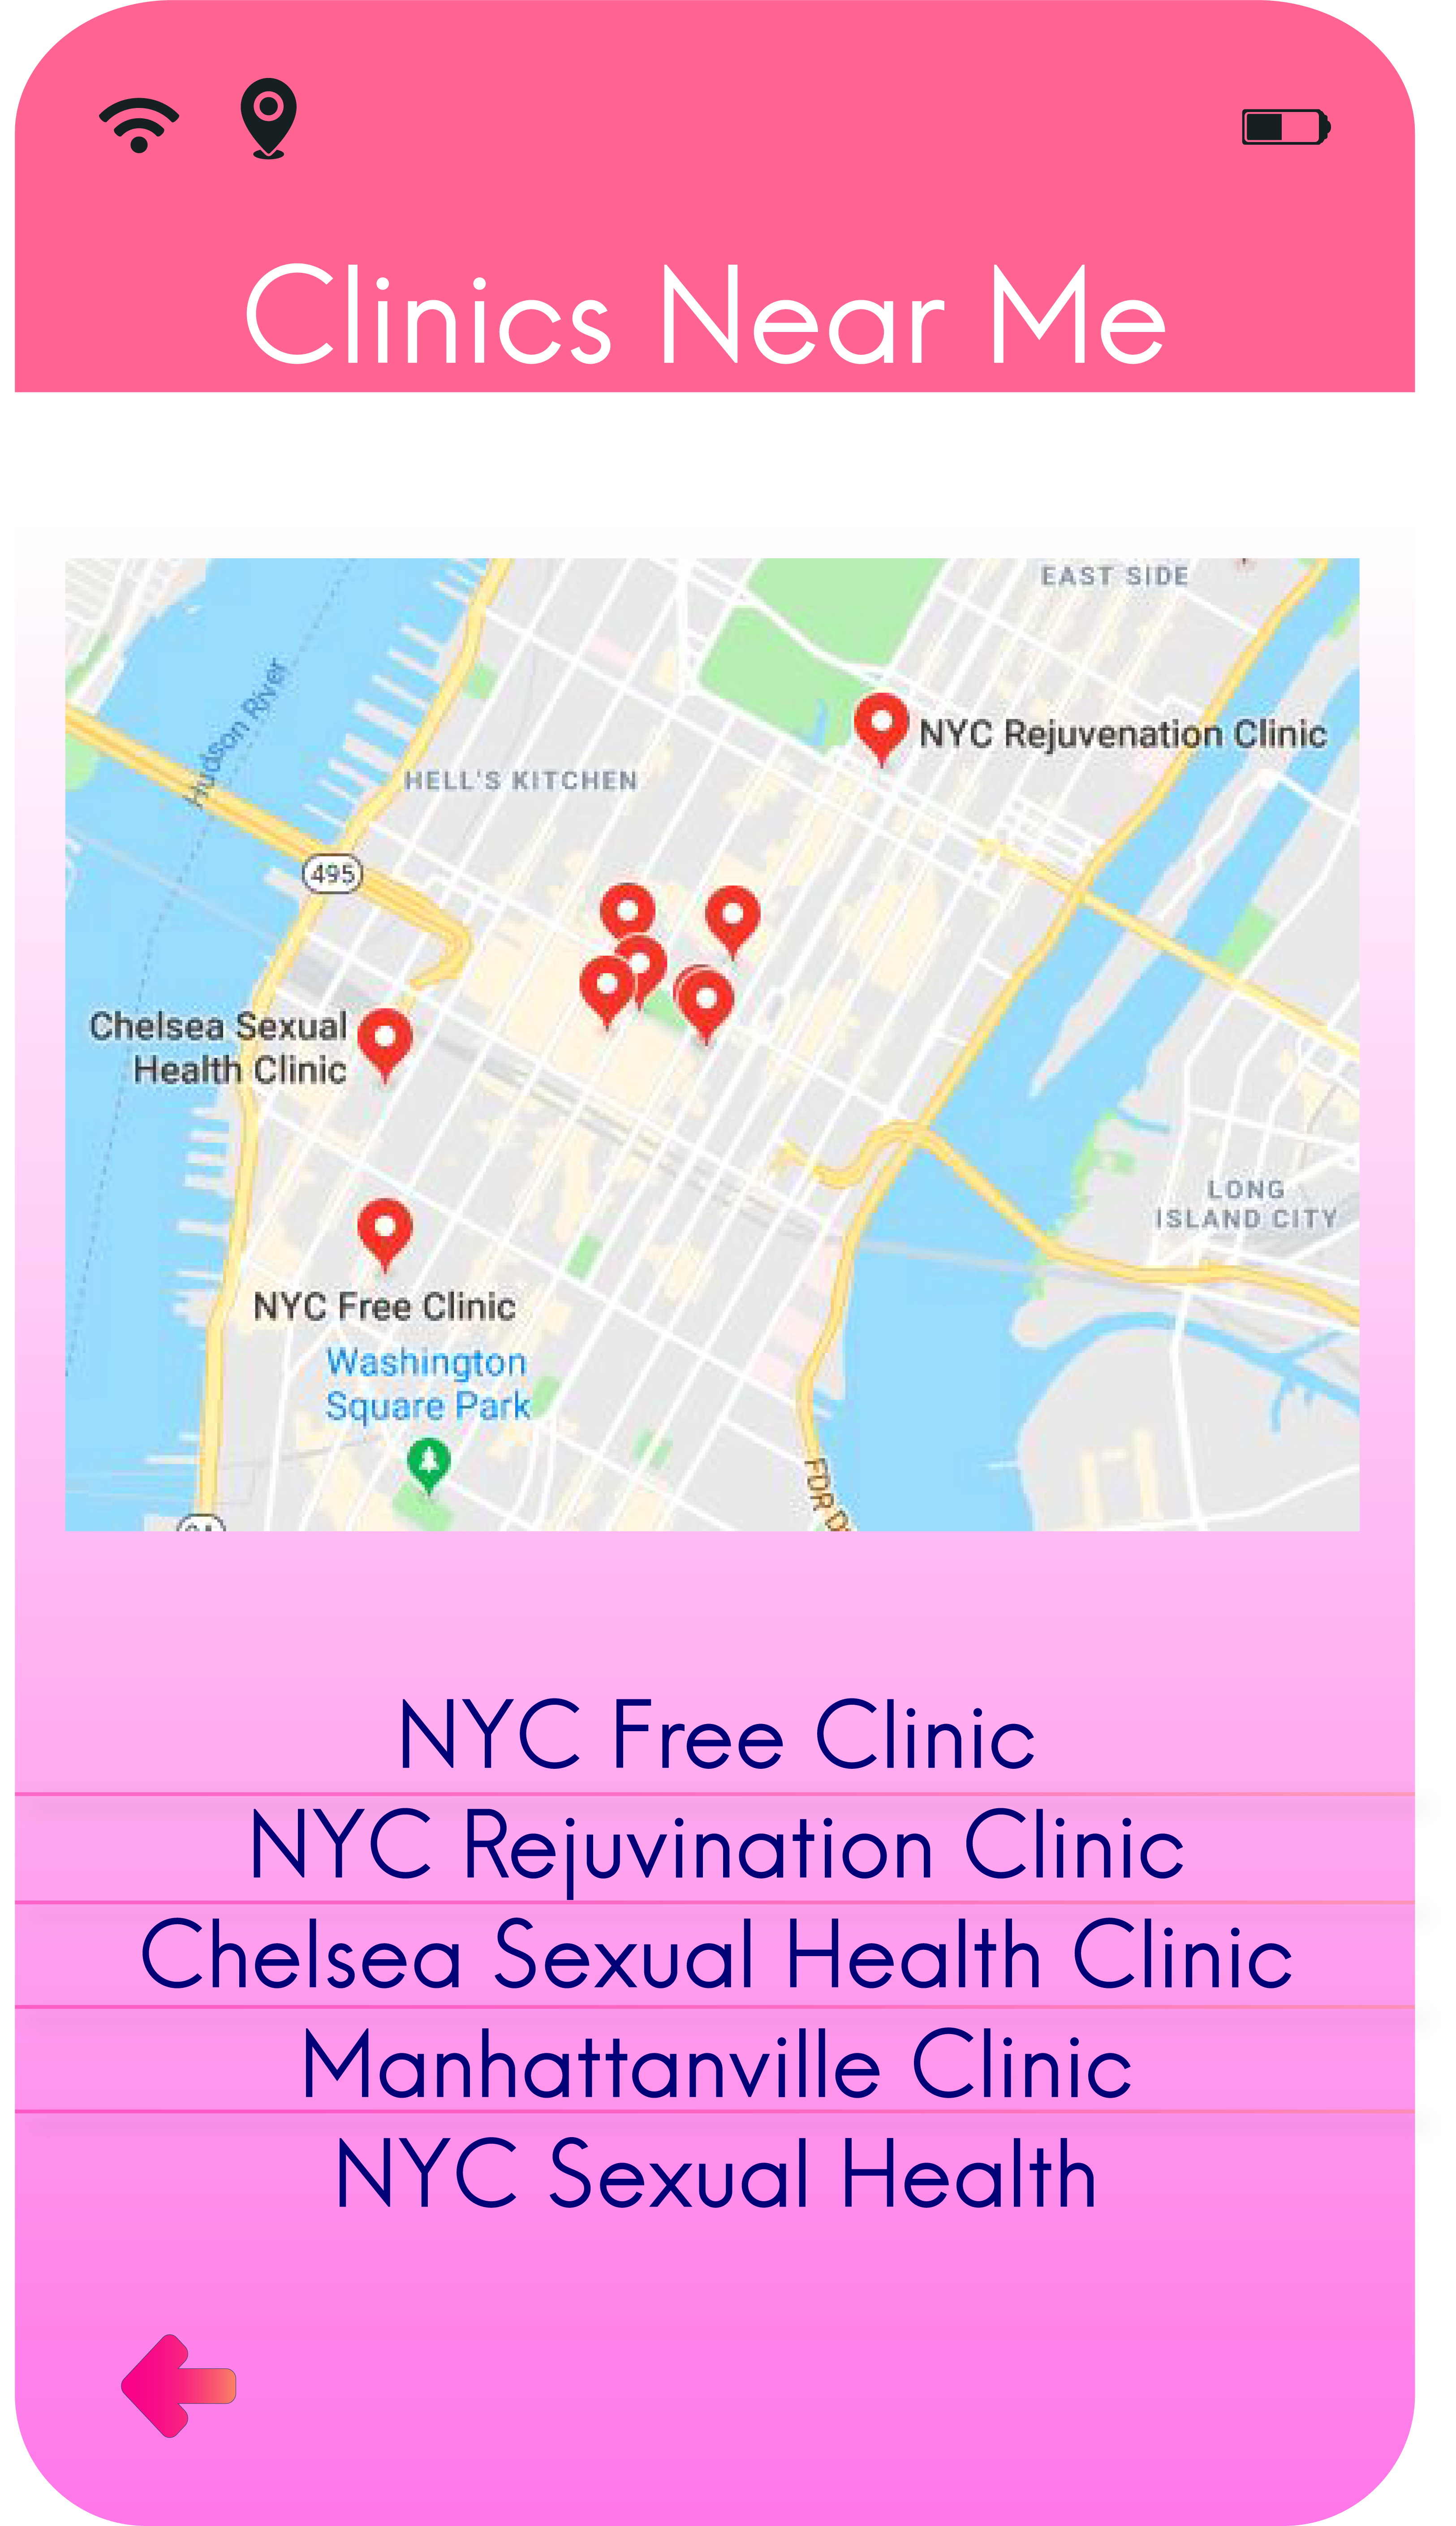 Clinics Near Me
EAST SIDE
Hudson River
NYC Rejuvenation Clinic
HELL'S KITCHEN
495
Chelsea Sexual
Health Clinic
LONG
ISLAND CITY
NYC Free Clinic
Washington
Square Park
FDR
NYC Free Clinic
NYC Rejuvination Clinic
Chelsea Sexual Health Clinic
Manhattanville Clinic
NYC Sexual Health